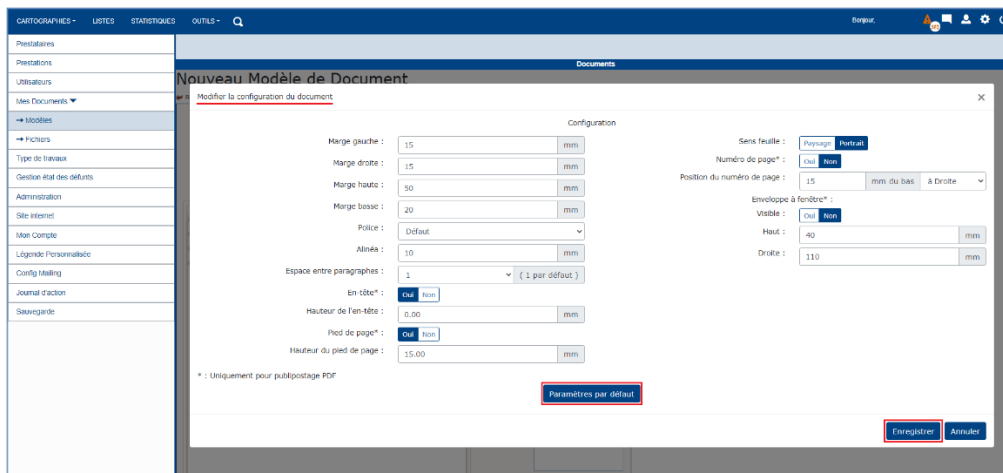 CARTOGRAPHIES LISTES STATISTIQUES OUTILS Bonjour,
Prestataires
Prestations
Utilisateurs
Mes Documents
→ Modèles
→ Fichiers
Type de travaux
Gestion état des défunts
Administration
Site internet
Mon Compte
Légende Personnalisée
Config Mailing
Journal d'action
Sauvegarde
Documents
Nouveau Modèle de Document
Modifier la configuration du document ×
Configuration
Marge gauche : 15 mm
Marge droite : 15 mm
Marge haute : 50 mm
Marge basse : 20 mm
Police : Défaut
Alinéa : 10 mm
Espace entre paragraphes : 1 ( 1 par défaut )
En-tête* : Oui Non
Hauteur de l'en-tête : 0.00 mm
Pied de page* : Oui Non
Hauteur du pied de page : 15.00 mm
* : Uniquement pour publipostage PDF
Sens feuille : Paysage Portrait
Numéro de page* : Oui Non
Position du numéro de page : 15 mm du bas à Droite
Enveloppe à fenêtre* :
Visible : Oui Non
Haut : 40 mm
Droite : 110 mm
Paramètres par défaut
Enregistrer Annuler